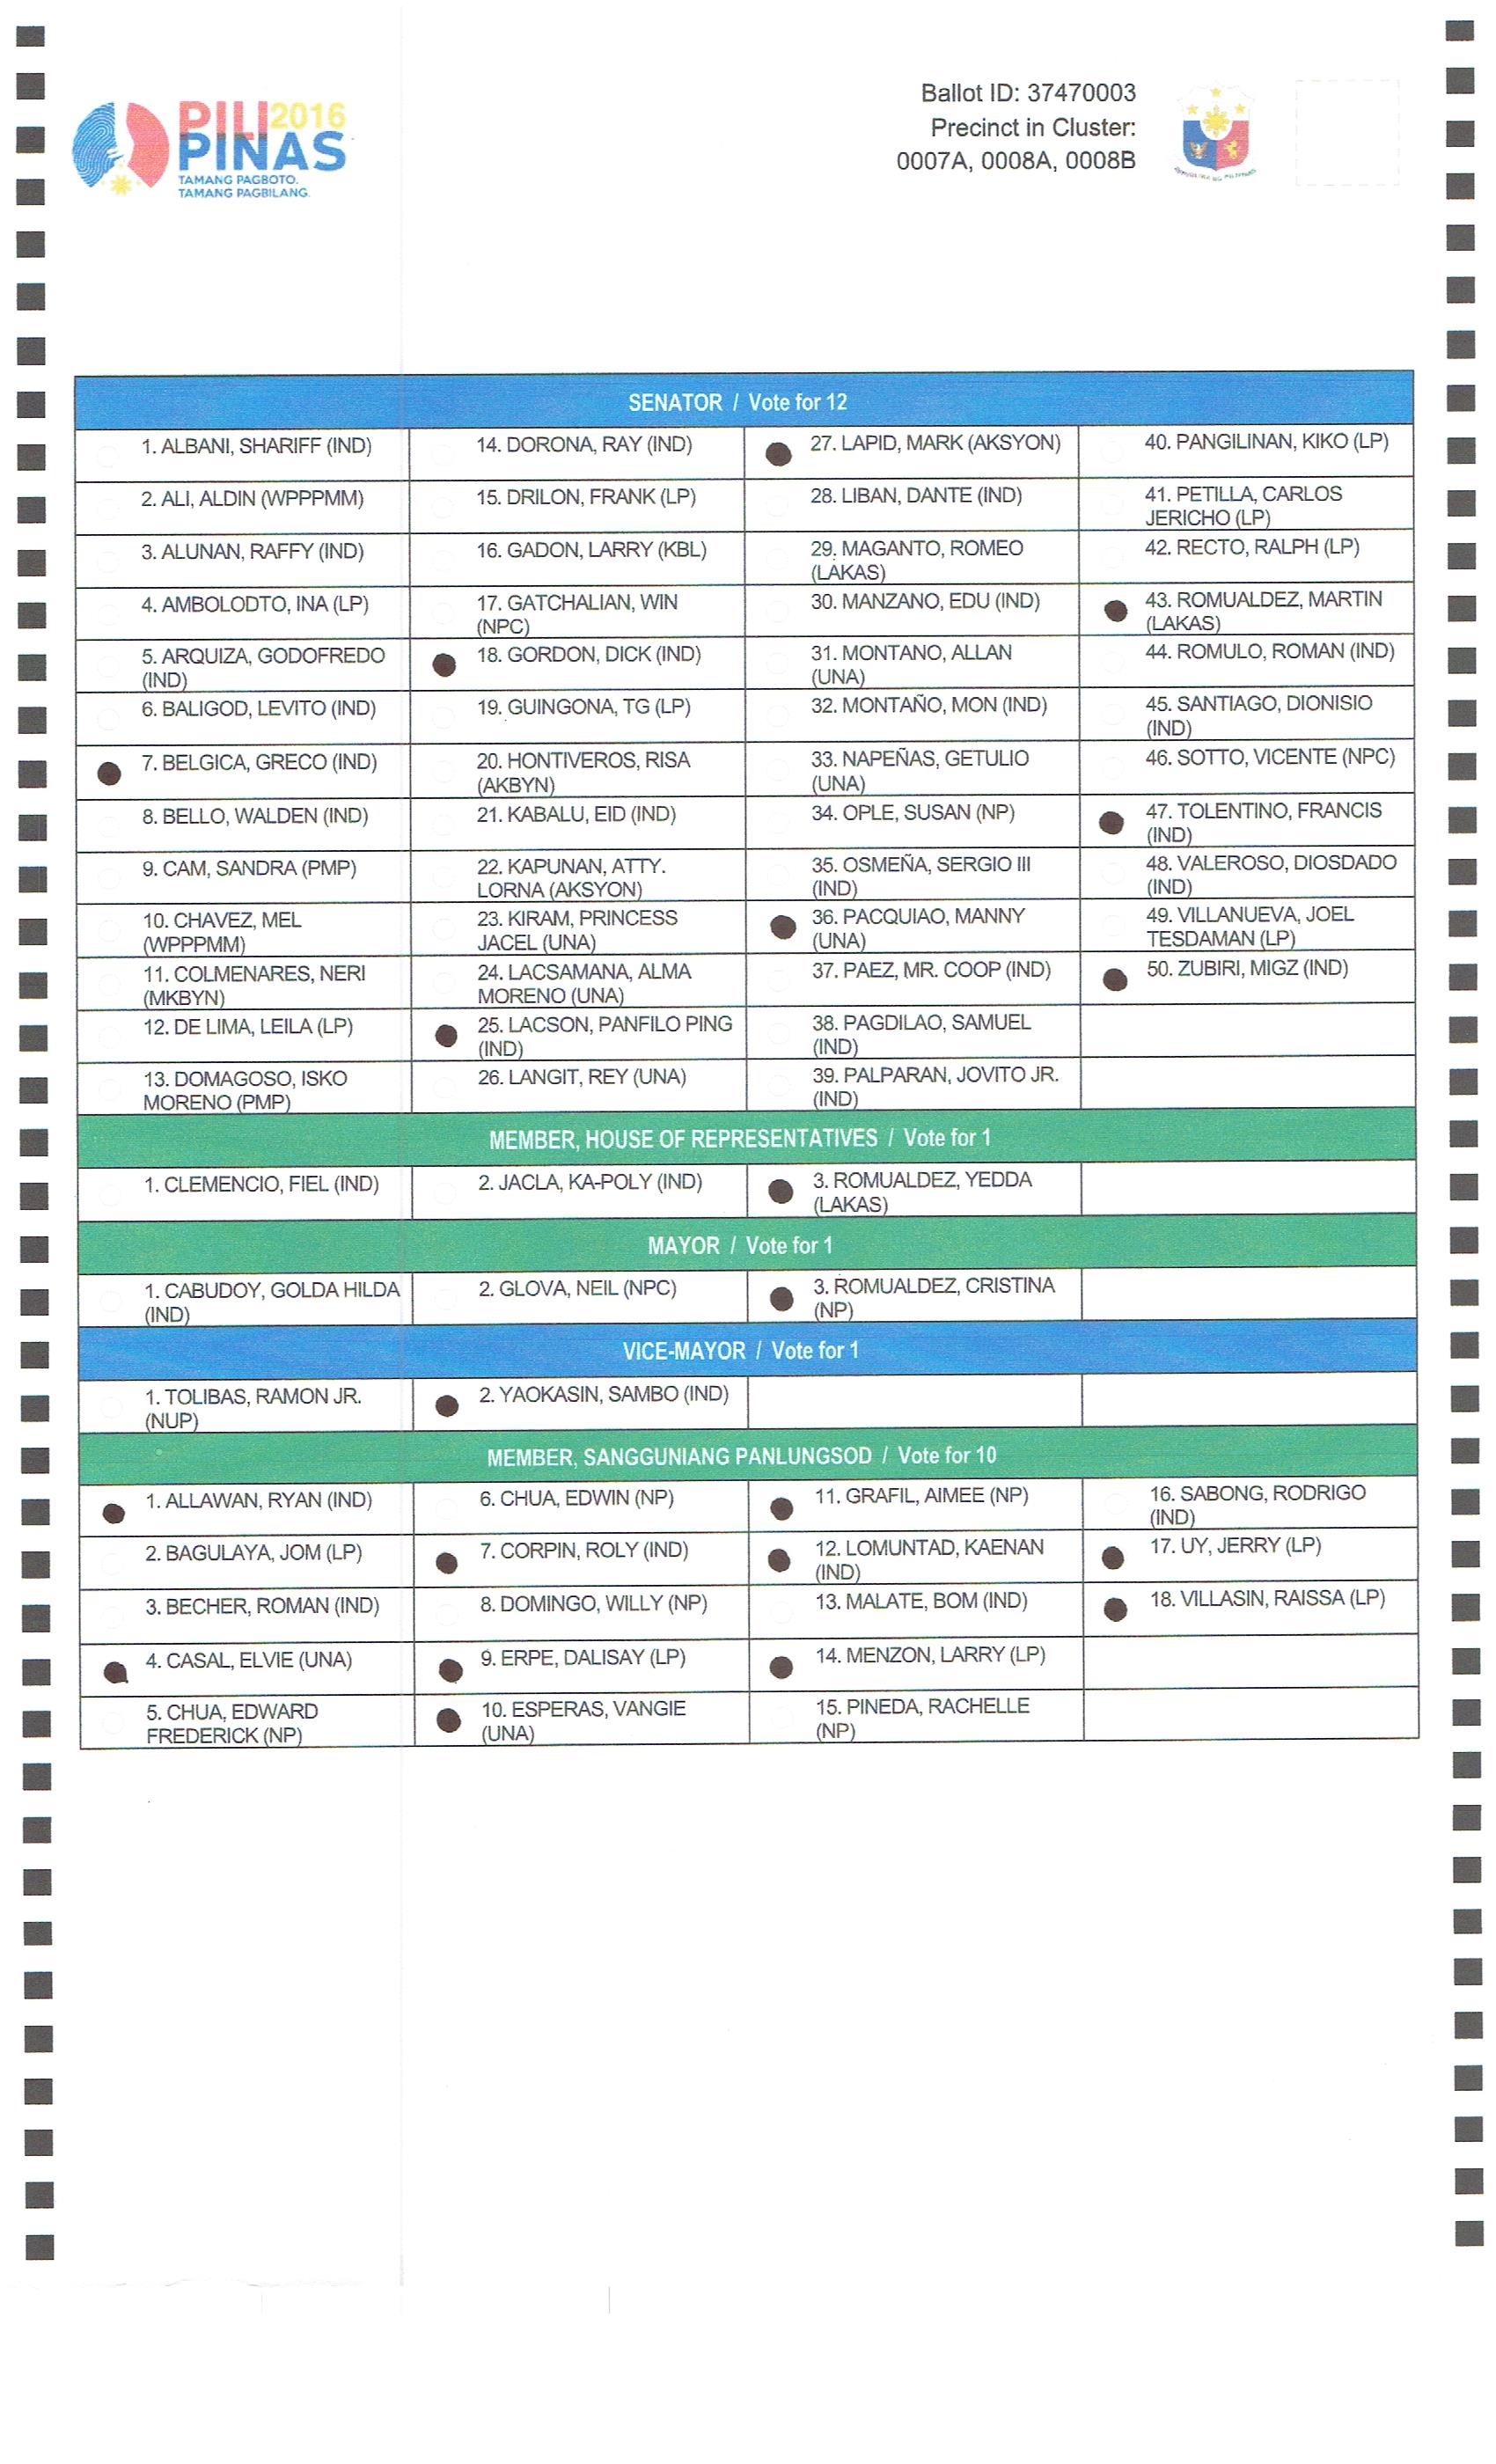 PILI 2016
PINAS
TAMANG PAGBOTO.
TAMANG PAGBILANG.
Ballot ID: 37470003
Precinct in Cluster:
0007A, 0008A, 0008B
SENATOR / Vote for 12
1. ALBANI, SHARIFF (IND)
14. DORONA, RAY (IND)
27. LAPID, MARK (AKSYON)
40. PANGILINAN, KIKO (LP)
2. ALI, ALDIN (WPPPMM)
15. DRILON, FRANK (LP)
28. LIBAN, DANTE (IND)
41. PETILLA, CARLOS
JERICHO (LP)
3. ALUNAN, RAFFY (IND)
16. GADON, LARRY (KBL)
29. MAGANTO, ROMEO
(LAKAS)
42. RECTO, RALPH (LP)
4. AMBOLODTO, INA (LP)
17. GATCHALIAN, WIN
(NPC)
30. MANZANO, EDU (IND)
43. ROMUALDEZ, MARTIN
(LAKAS)
5. ARQUIZA, GODOFREDO
(IND)
18. GORDON, DICK (IND)
31. MONTANO, ALLAN
(UNA)
44. ROMULO, ROMAN (IND)
6. BALIGOD, LEVITO (IND)
19. GUINGONA, TG (LP)
32. MONTAÑO, MON (IND)
45. SANTIAGO, DIONISIO
(IND)
7. BELGICA, GRECO (IND)
20. HONTIVEROS, RISA
(AKBYN)
33. NAPEÑAS, GETULIO
(UNA)
46. SOTTO, VICENTE (NPC)
8. BELLO, WALDEN (IND)
21. KABALU, EID (IND)
34. OPLE, SUSAN (NP)
47. TOLENTINO, FRANCIS
(IND)
9. CAM, SANDRA (PMP)
22. KAPUNAN, ATTY.
LORNA (AKSYON)
35. OSMEÑA, SERGIO III
(IND)
48. VALEROSO, DIOSDADO
(IND)
10. CHAVEZ, MEL
(WPPPMM)
23. KIRAM, PRINCESS
JACEL (UNA)
36. PACQUIAO, MANNY
(UNA)
49. VILLANUEVA, JOEL
TESDAMAN (LP)
11. COLMENARES, NERI
(MKBYN)
24. LACSAMANA, ALMA
MORENO (UNA)
37. PAEZ, MR. COOP (IND)
50. ZUBIRI, MIGZ (IND)
12. DE LIMA, LEILA (LP)
25. LACSON, PANFILO PING
(IND)
38. PAGDILAO, SAMUEL
(IND)
13. DOMAGOSO, ISKO
MORENO (PMP)
26. LANGIT, REY (UNA)
39. PALPARAN, JOVITO JR.
(IND)
MEMBER, HOUSE OF REPRESENTATIVES / Vote for 1
1. CLEMENCIO, FIEL (IND)
2. JACLA, KA-POLY (IND)
3. ROMUALDEZ, YEDDA
(LAKAS)
MAYOR / Vote for 1
1. CABUDOY, GOLDA HILDA
(IND)
2. GLOVA, NEIL (NPC)
3. ROMUALDEZ, CRISTINA
(NP)
VICE-MAYOR / Vote for 1
1. TOLIBAS, RAMON JR.
(NUP)
2. YAOKASIN, SAMBO (IND)
MEMBER, SANGGUNIANG PANLUNGSOD / Vote for 10
1. ALLAWAN, RYAN (IND)
6. CHUA, EDWIN (NP)
11. GRAFIL, AIMEE (NP)
16. SABONG, RODRIGO
(IND)
2. BAGULAYA, JOM (LP)
7. CORPIN, ROLY (IND)
12. LOMUNTAD, KAENAN
(IND)
17. UY, JERRY (LP)
3. BECHER, ROMAN (IND)
8. DOMINGO, WILLY (NP)
13. MALATE, BOM (IND)
18. VILLASIN, RAISSA (LP)
4. CASAL, ELVIE (UNA)
9. ERPE, DALISAY (LP)
14. MENZON, LARRY (LP)
5. CHUA, EDWARD
FREDERICK (NP)
10. ESPERAS, VANGIE
(UNA)
15. PINEDA, RACHELLE
(NP)